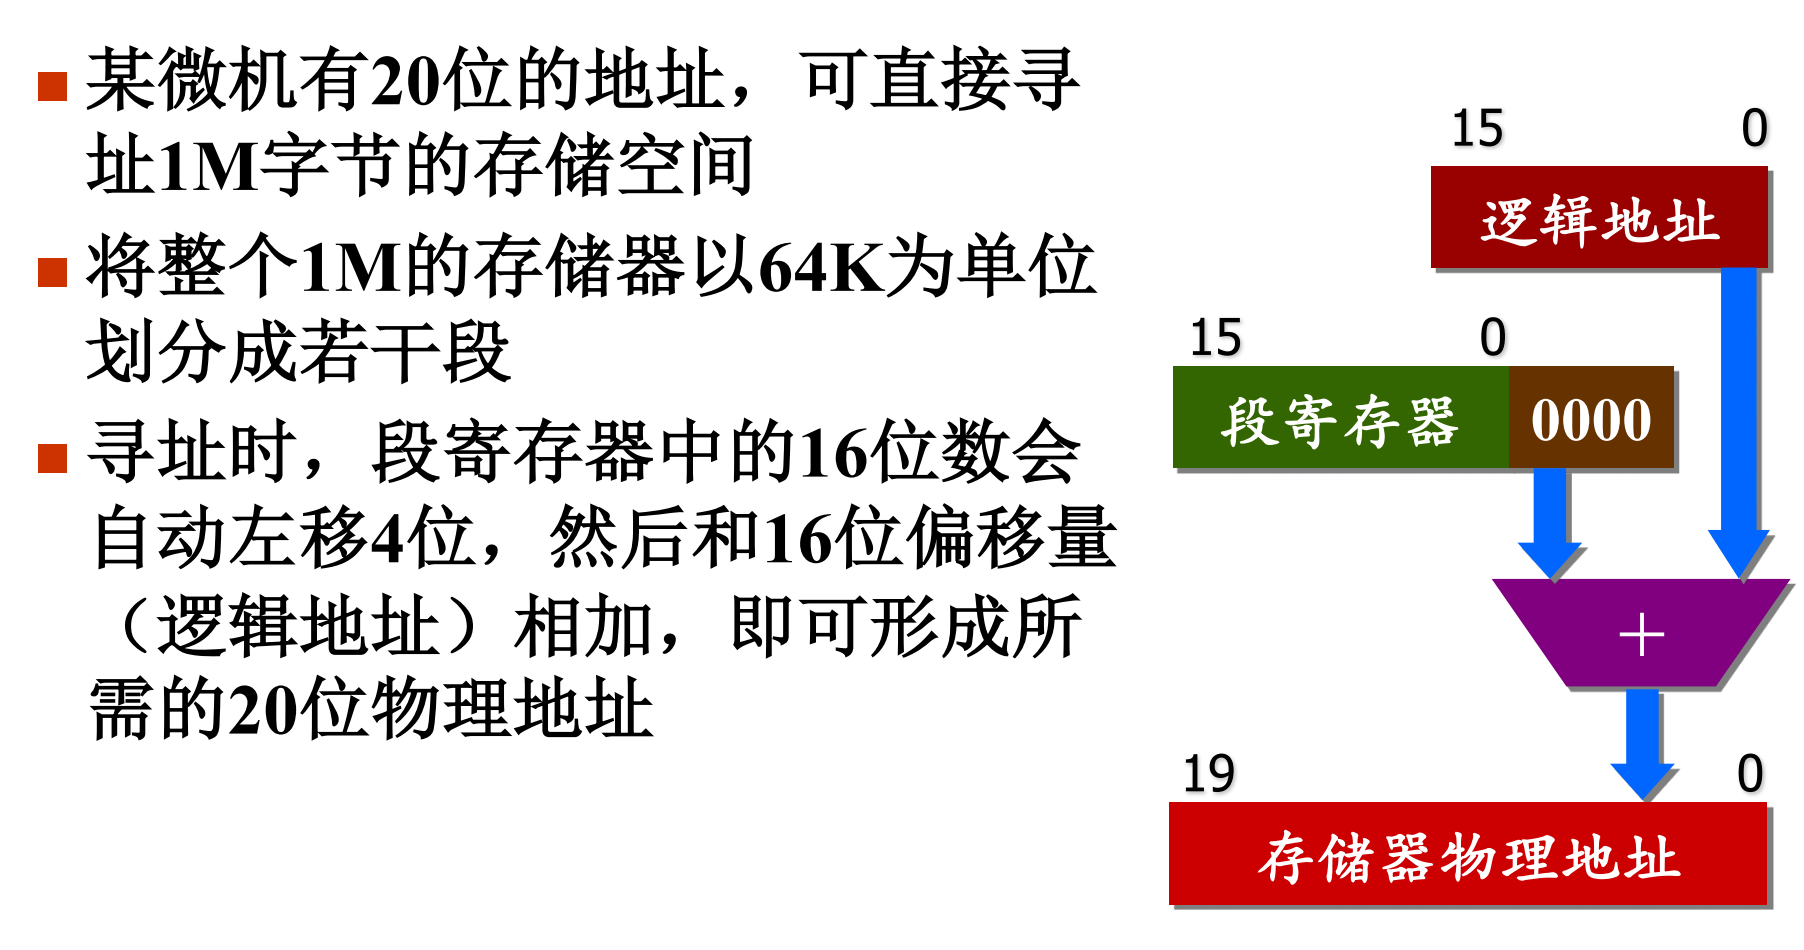 某微机有20位的地址，可直接寻
址1M字节的存储空间
将整个1M的存储器以64K为单位
划分成若干段
寻址时，段寄存器中的16位数会
自动左移4位，然后和16位偏移量
（逻辑地址）相加，即可形成所
需的20位物理地址
15 0
逻辑地址
15 0
段寄存器 0000
+
19 0
存储器物理地址